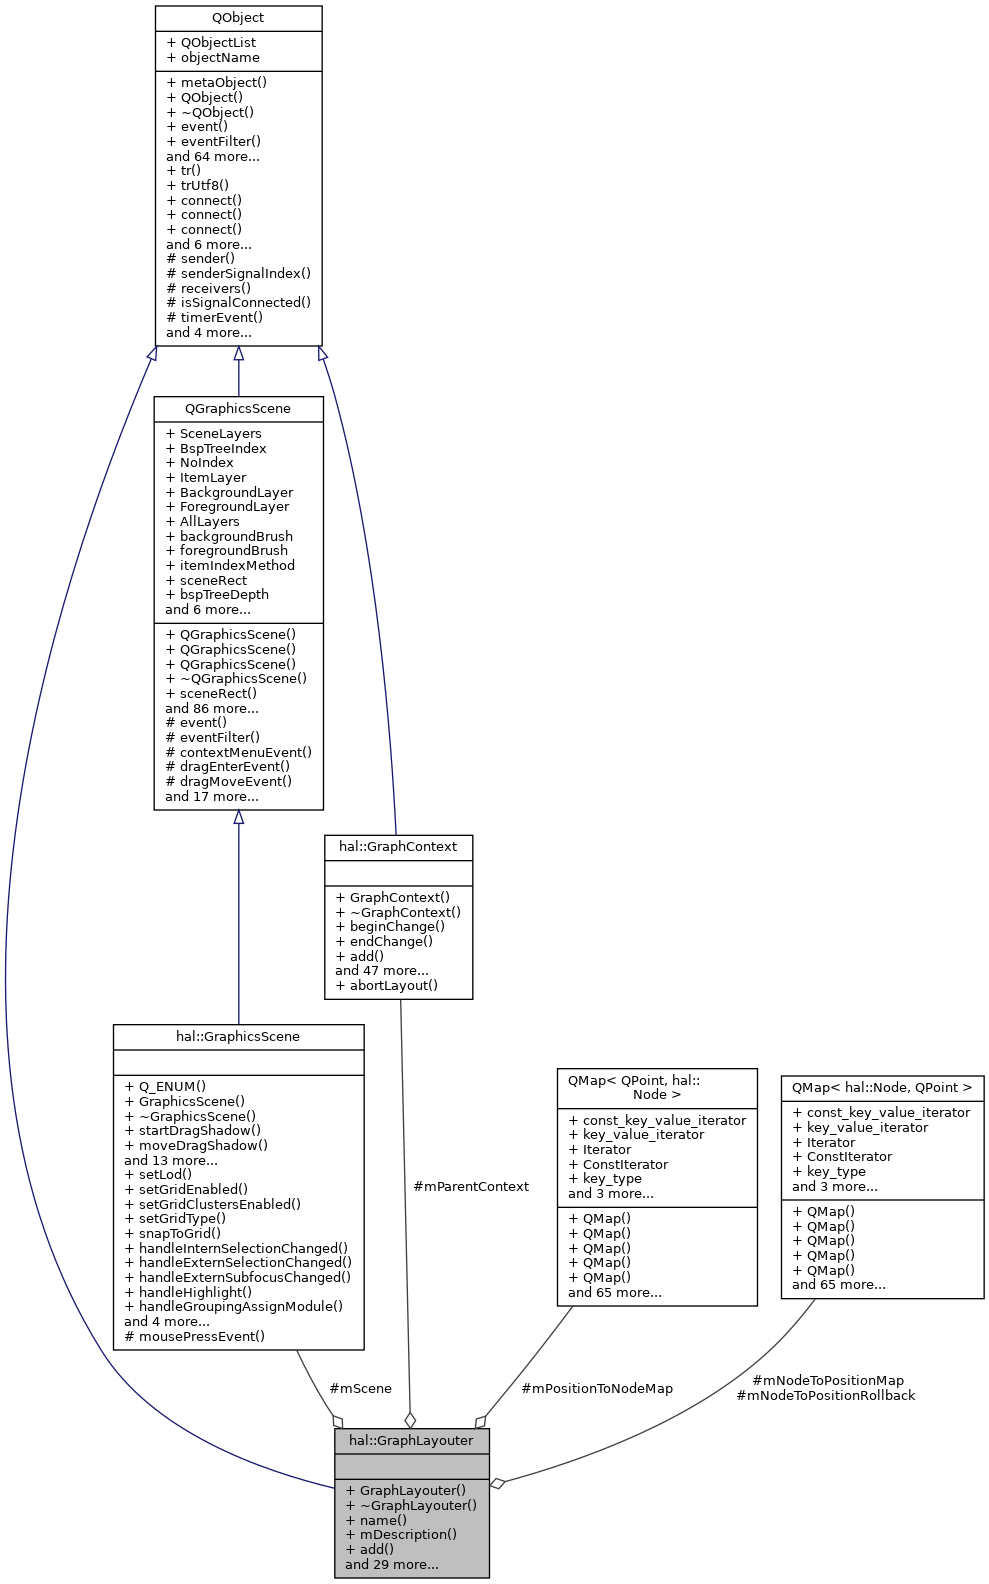 QObject
+ QObjectList
+ objectName
+ metaObject()
+ QObject()
+ ~QObject()
+ event()
+ eventFilter()
and 64 more...
+ tr()
+ trUtf8()
+ connect()
+ connect()
+ connect()
and 6 more...
# sender()
# senderSignalIndex()
# receivers()
# isSignalConnected()
# timerEvent()
and 4 more...
QGraphicsScene
+ SceneLayers
+ BspTreeIndex
+ NoIndex
+ ItemLayer
+ BackgroundLayer
+ ForegroundLayer
+ AllLayers
+ backgroundBrush
+ foregroundBrush
+ itemIndexMethod
+ sceneRect
+ bspTreeDepth
and 6 more...
+ QGraphicsScene()
+ QGraphicsScene()
+ QGraphicsScene()
+ ~QGraphicsScene()
+ sceneRect()
and 86 more...
# event()
# eventFilter()
# contextMenuEvent()
# dragEnterEvent()
# dragMoveEvent()
and 17 more...
hal::GraphContext
+ GraphContext()
+ ~GraphContext()
+ beginChange()
+ endChange()
+ add()
and 47 more...
+ abortLayout()
hal::GraphicsScene
+ Q_ENUM()
+ GraphicsScene()
+ ~GraphicsScene()
+ startDragShadow()
+ moveDragShadow()
and 13 more...
+ setLod()
+ setGridEnabled()
+ setGridClustersEnabled()
+ setGridType()
+ snapToGrid()
+ handleInternSelectionChanged()
+ handleExternSelectionChanged()
+ handleExternSubfocusChanged()
+ handleHighlight()
+ handleGroupingAssignModule()
and 4 more...
# mousePressEvent()
#mParentContext
QMap< QPoint, hal::
Node >
+ const_key_value_iterator
+ key_value_iterator
+ Iterator
+ ConstIterator
+ key_type
and 3 more...
+ QMap()
+ QMap()
+ QMap()
+ QMap()
+ QMap()
and 65 more...
QMap< hal::Node, QPoint >
+ const_key_value_iterator
+ key_value_iterator
+ Iterator
+ ConstIterator
+ key_type
and 3 more...
+ QMap()
+ QMap()
+ QMap()
+ QMap()
+ QMap()
and 65 more...
#mScene
#mPositionToNodeMap
#mNodeToPositionMap
#mNodeToPositionRollback
hal::GraphLayouter
+ GraphLayouter()
+ ~GraphLayouter()
+ name()
+ mDescription()
+ add()
and 29 more...